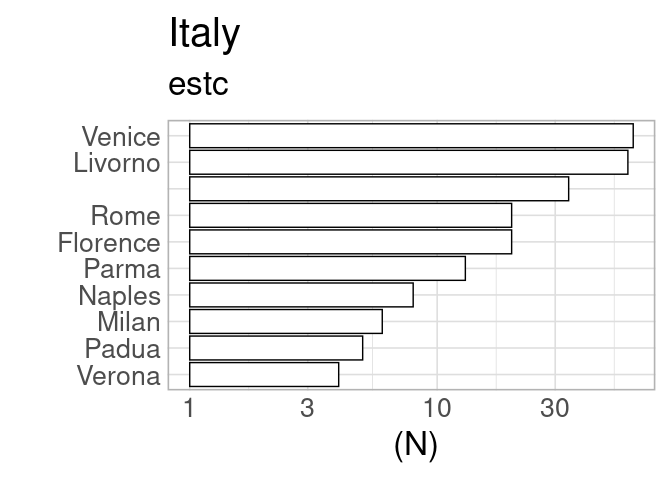 Italy
estc
Venice
Livorno
Rome
Florence
Parma
Naples
Milan
Padua
Verona
1 3 10 30
(N)